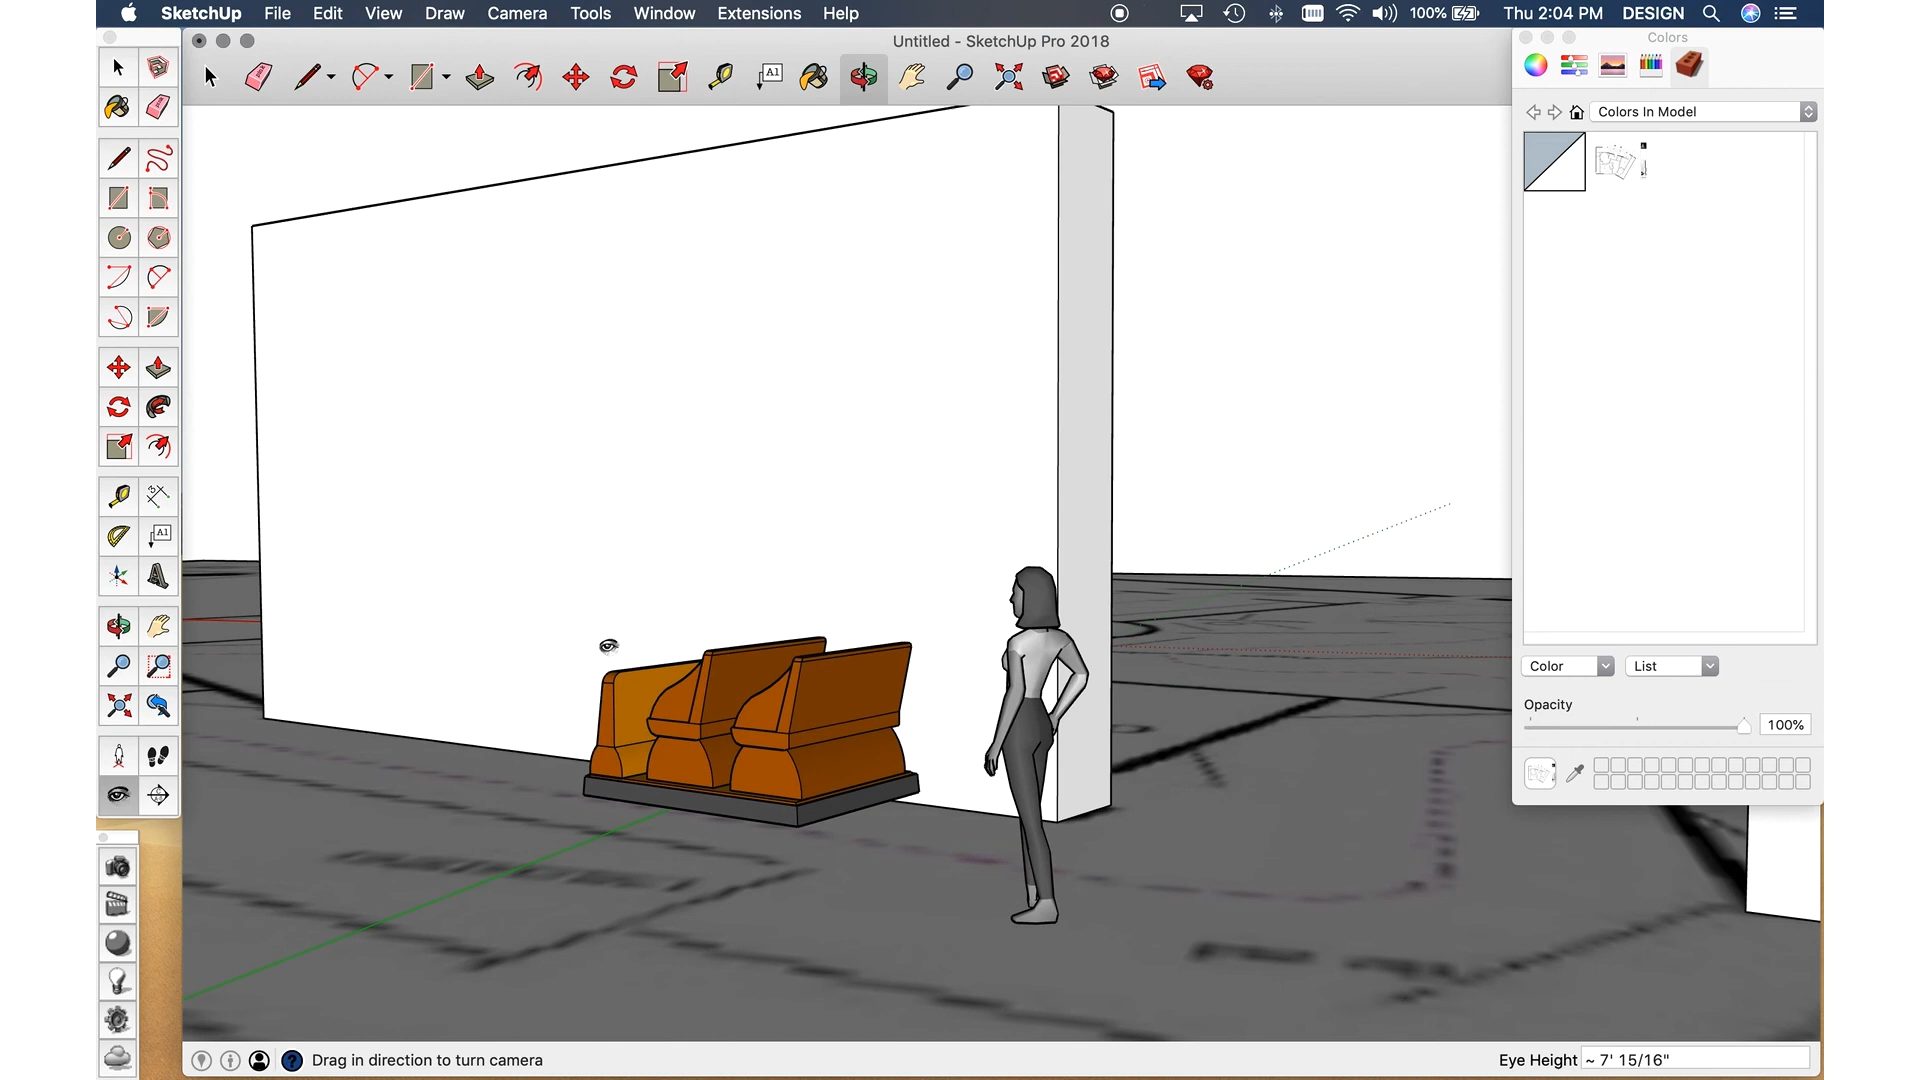 SketchUp File Edit View Draw Camera Tools Window Extensions Help 100% Thu 2:04 PM DESIGN
Untitled - SketchUp Pro 2018
Colors
A1
Colors In Model
A1
Color List
Opacity
100%
Drag in direction to turn camera
Eye Height ~ 7' 15/16"